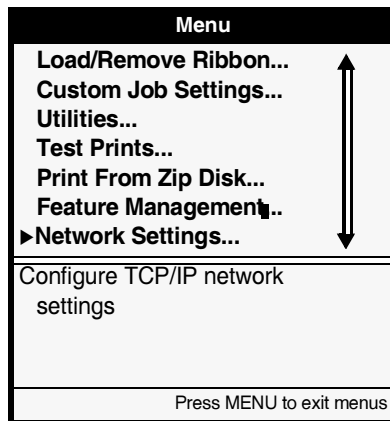 Menu
Load/Remove Ribbon...
Custom Job Settings...
Utilities...
Test Prints...
Print From Zip Disk...
Feature Management...
▶Network Settings...
Configure TCP/IP network
settings
Press MENU to exit menus